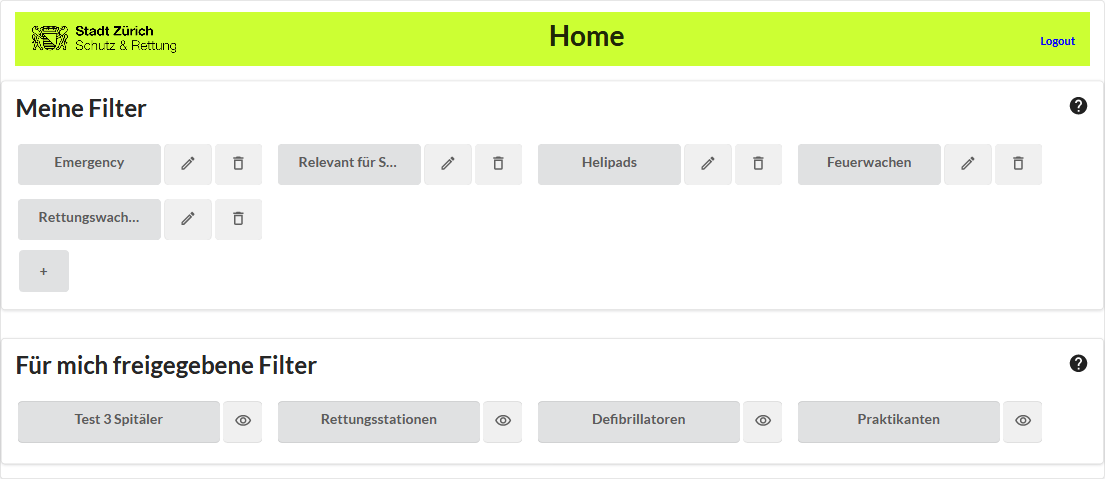 Stadt Zürich
Schutz & Rettung
Home
Logout
Meine Filter
?
Emergency
Relevant für S...
Helipads
Feuerwachen
Rettungswach...
+
Für mich freigegebene Filter
?
Test 3 Spitäler
Rettungsstationen
Defibrillatoren
Praktikanten